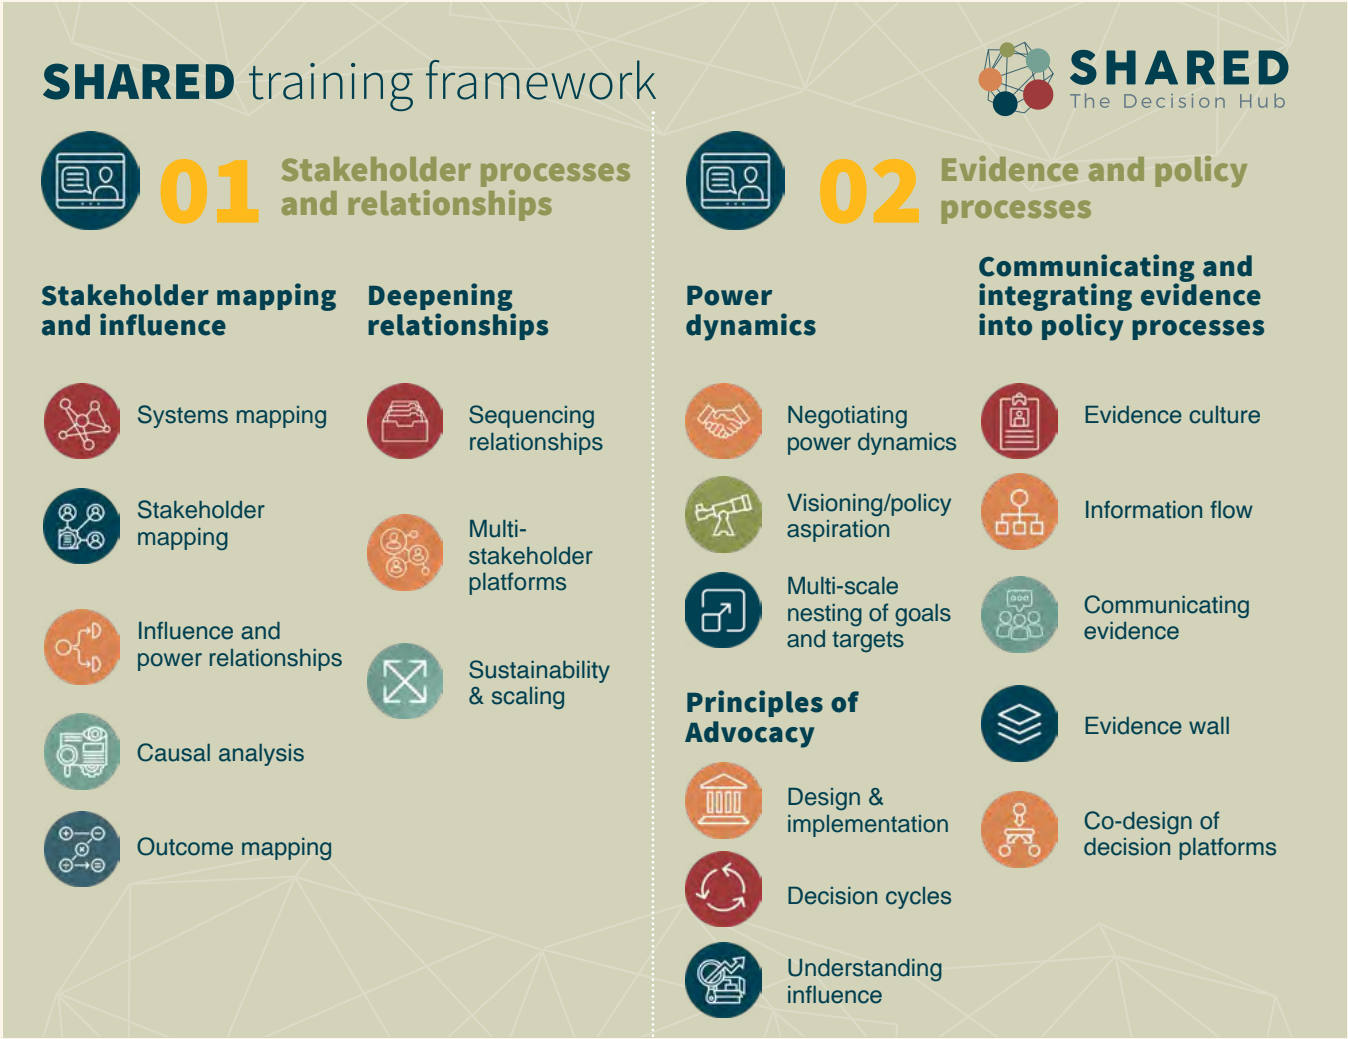 SHARED training framework
SHARED
The Decision Hub
01
Stakeholder processes
and relationships
Stakeholder mapping
and influence
Systems mapping
Stakeholder
mapping
Influence and
power relationships
Causal analysis
Outcome mapping
Deepening
relationships
Sequencing
relationships
Multi-
stakeholder
platforms
Sustainability
& scaling
02
Evidence and policy
processes
Power
dynamics
Negotiating
power dynamics
Visioning/policy
aspiration
Multi-scale
nesting of goals
and targets
Principles of
Advocacy
Design &
implementation
Decision cycles
Understanding
influence
Communicating and
integrating evidence
into policy processes
Evidence culture
Information flow
Communicating
evidence
Evidence wall
Co-design of
decision platforms